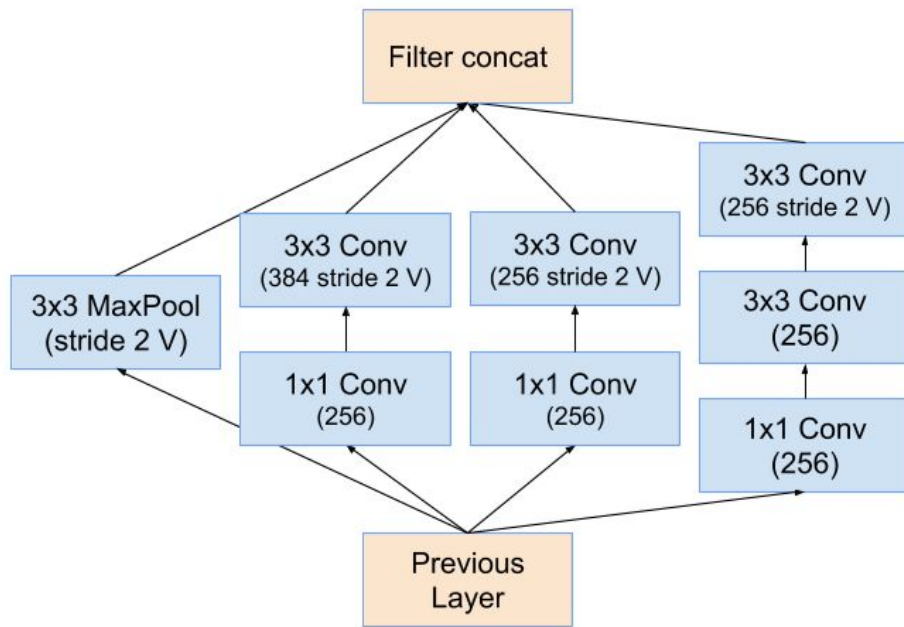 Filter concat
3x3 Conv
(256 stride 2 V)
3x3 Conv
(384 stride 2 V)
3x3 Conv
(256 stride 2 V)
3x3 MaxPool
(stride 2 V)
3x3 Conv
(256)
1x1 Conv
(256)
1x1 Conv
(256)
1x1 Conv
(256)
Previous
Layer